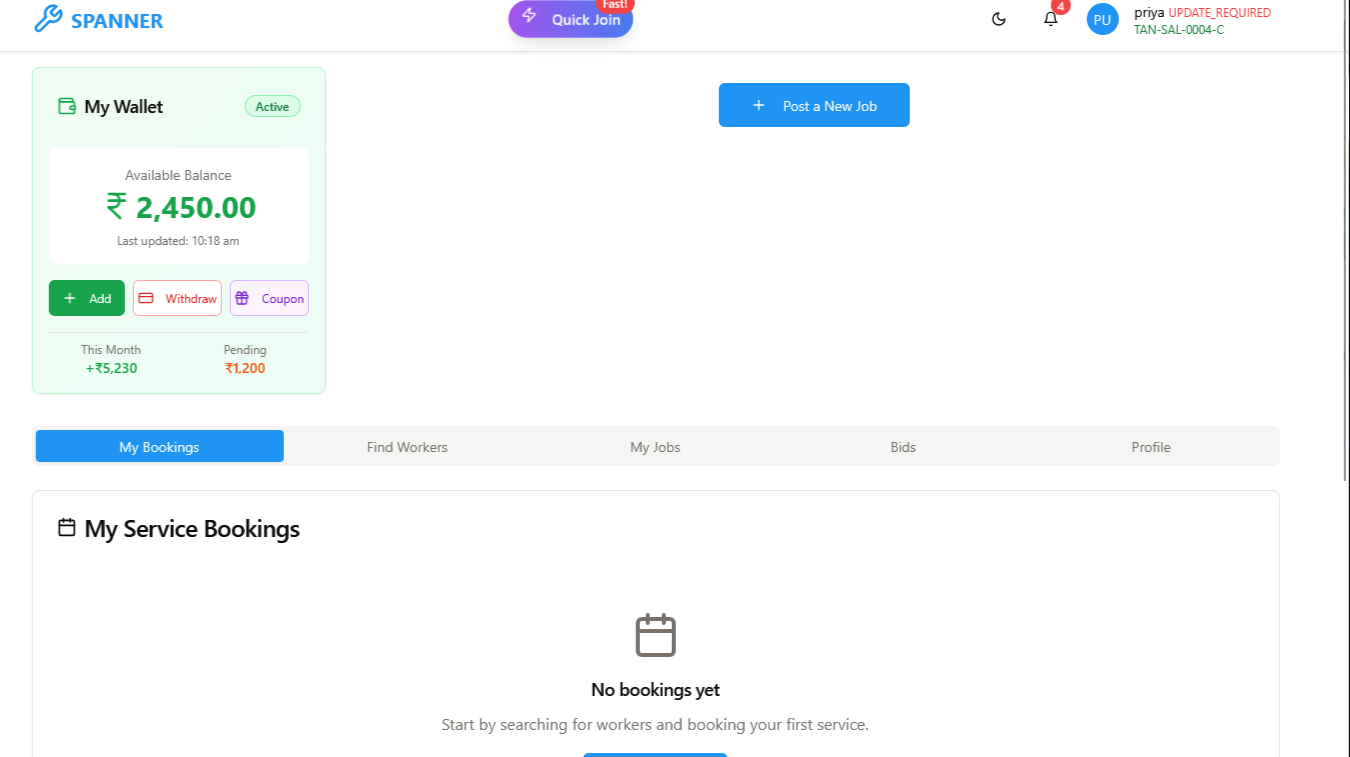 SPANNER
Fast!
Quick Join
4
PU
priya UPDATE_REQUIRED
TAN-SAL-0004-C
My Wallet
Active
Post a New Job
Available Balance
₹ 2,450.00
Last updated: 10:18 am
Add
Withdraw
Coupon
This Month
Pending
+₹5,230
₹1,200
My Bookings
Find Workers
My Jobs
Bids
Profile
My Service Bookings
No bookings yet
Start by searching for workers and booking your first service.